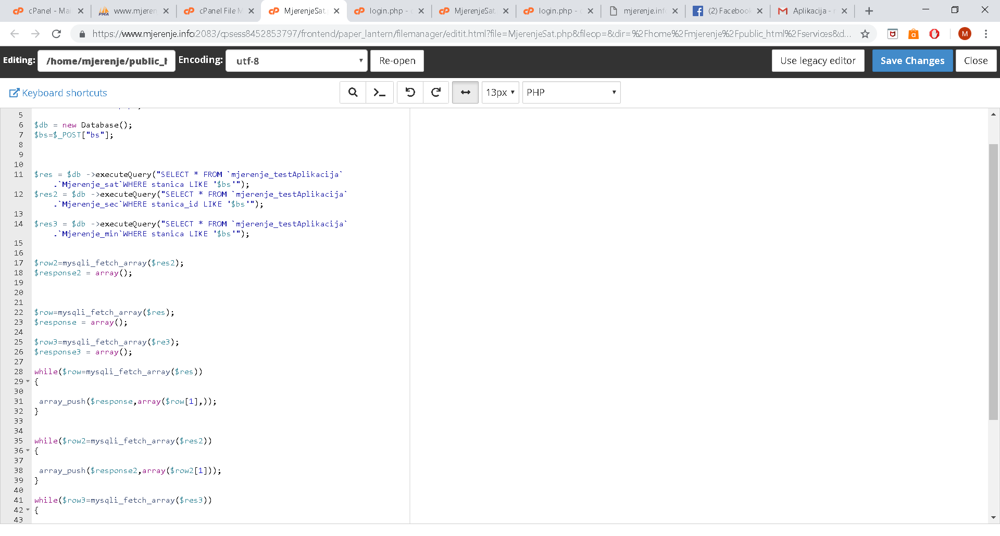 cPanel - Mai
www.mjeren
cPanel File M
MjerenjeSat.
login.php - c
MjerenjeSat.
login.php - c
mjerenje.inf
(2) Facebook
Aplikacija - r
https://www.mjerenje.info:2083/cpsess8452853797/frontend/paper_lantern/filemanager/editit.html?file=MjerenjeSat.php&fileop=&dir=%2Fhome%2Fmjerenje%2Fpublic_html%2Fservices&d...
M
Editing: /home/mjerenje/public_h Encoding: utf-8 Re-open Use legacy editor Save Changes Close
Keyboard shortcuts 13px PHP
5
6 $db = new Database();
7 $bs=$_POST["bs"];
8
9
10
11 $res = $db ->executeQuery("SELECT * FROM `mjerenje_testAplikacija`
.`Mjerenje_sat`WHERE stanica LIKE '$bs'");
12 $res2 = $db ->executeQuery("SELECT * FROM `mjerenje_testAplikacija`
.`Mjerenje_sec`WHERE stanica_id LIKE '$bs'");
13
14 $res3 = $db ->executeQuery("SELECT * FROM `mjerenje_testAplikacija`
.`Mjerenje_min`WHERE stanica LIKE '$bs'");
15
16
17 $row2=mysqli_fetch_array($res2);
18 $response2 = array();
19
20
21
22 $row=mysqli_fetch_array($res);
23 $response = array();
24
25 $row3=mysqli_fetch_array($re3);
26 $response3 = array();
27
28 while($row=mysqli_fetch_array($res))
29 {
30
31 array_push($response,array($row[1],));
32 }
33
34
35 while($row2=mysqli_fetch_array($res2))
36 {
37
38 array_push($response2,array($row2[1]));
39 }
40
41 while($row3=mysqli_fetch_array($res3))
42 {
43